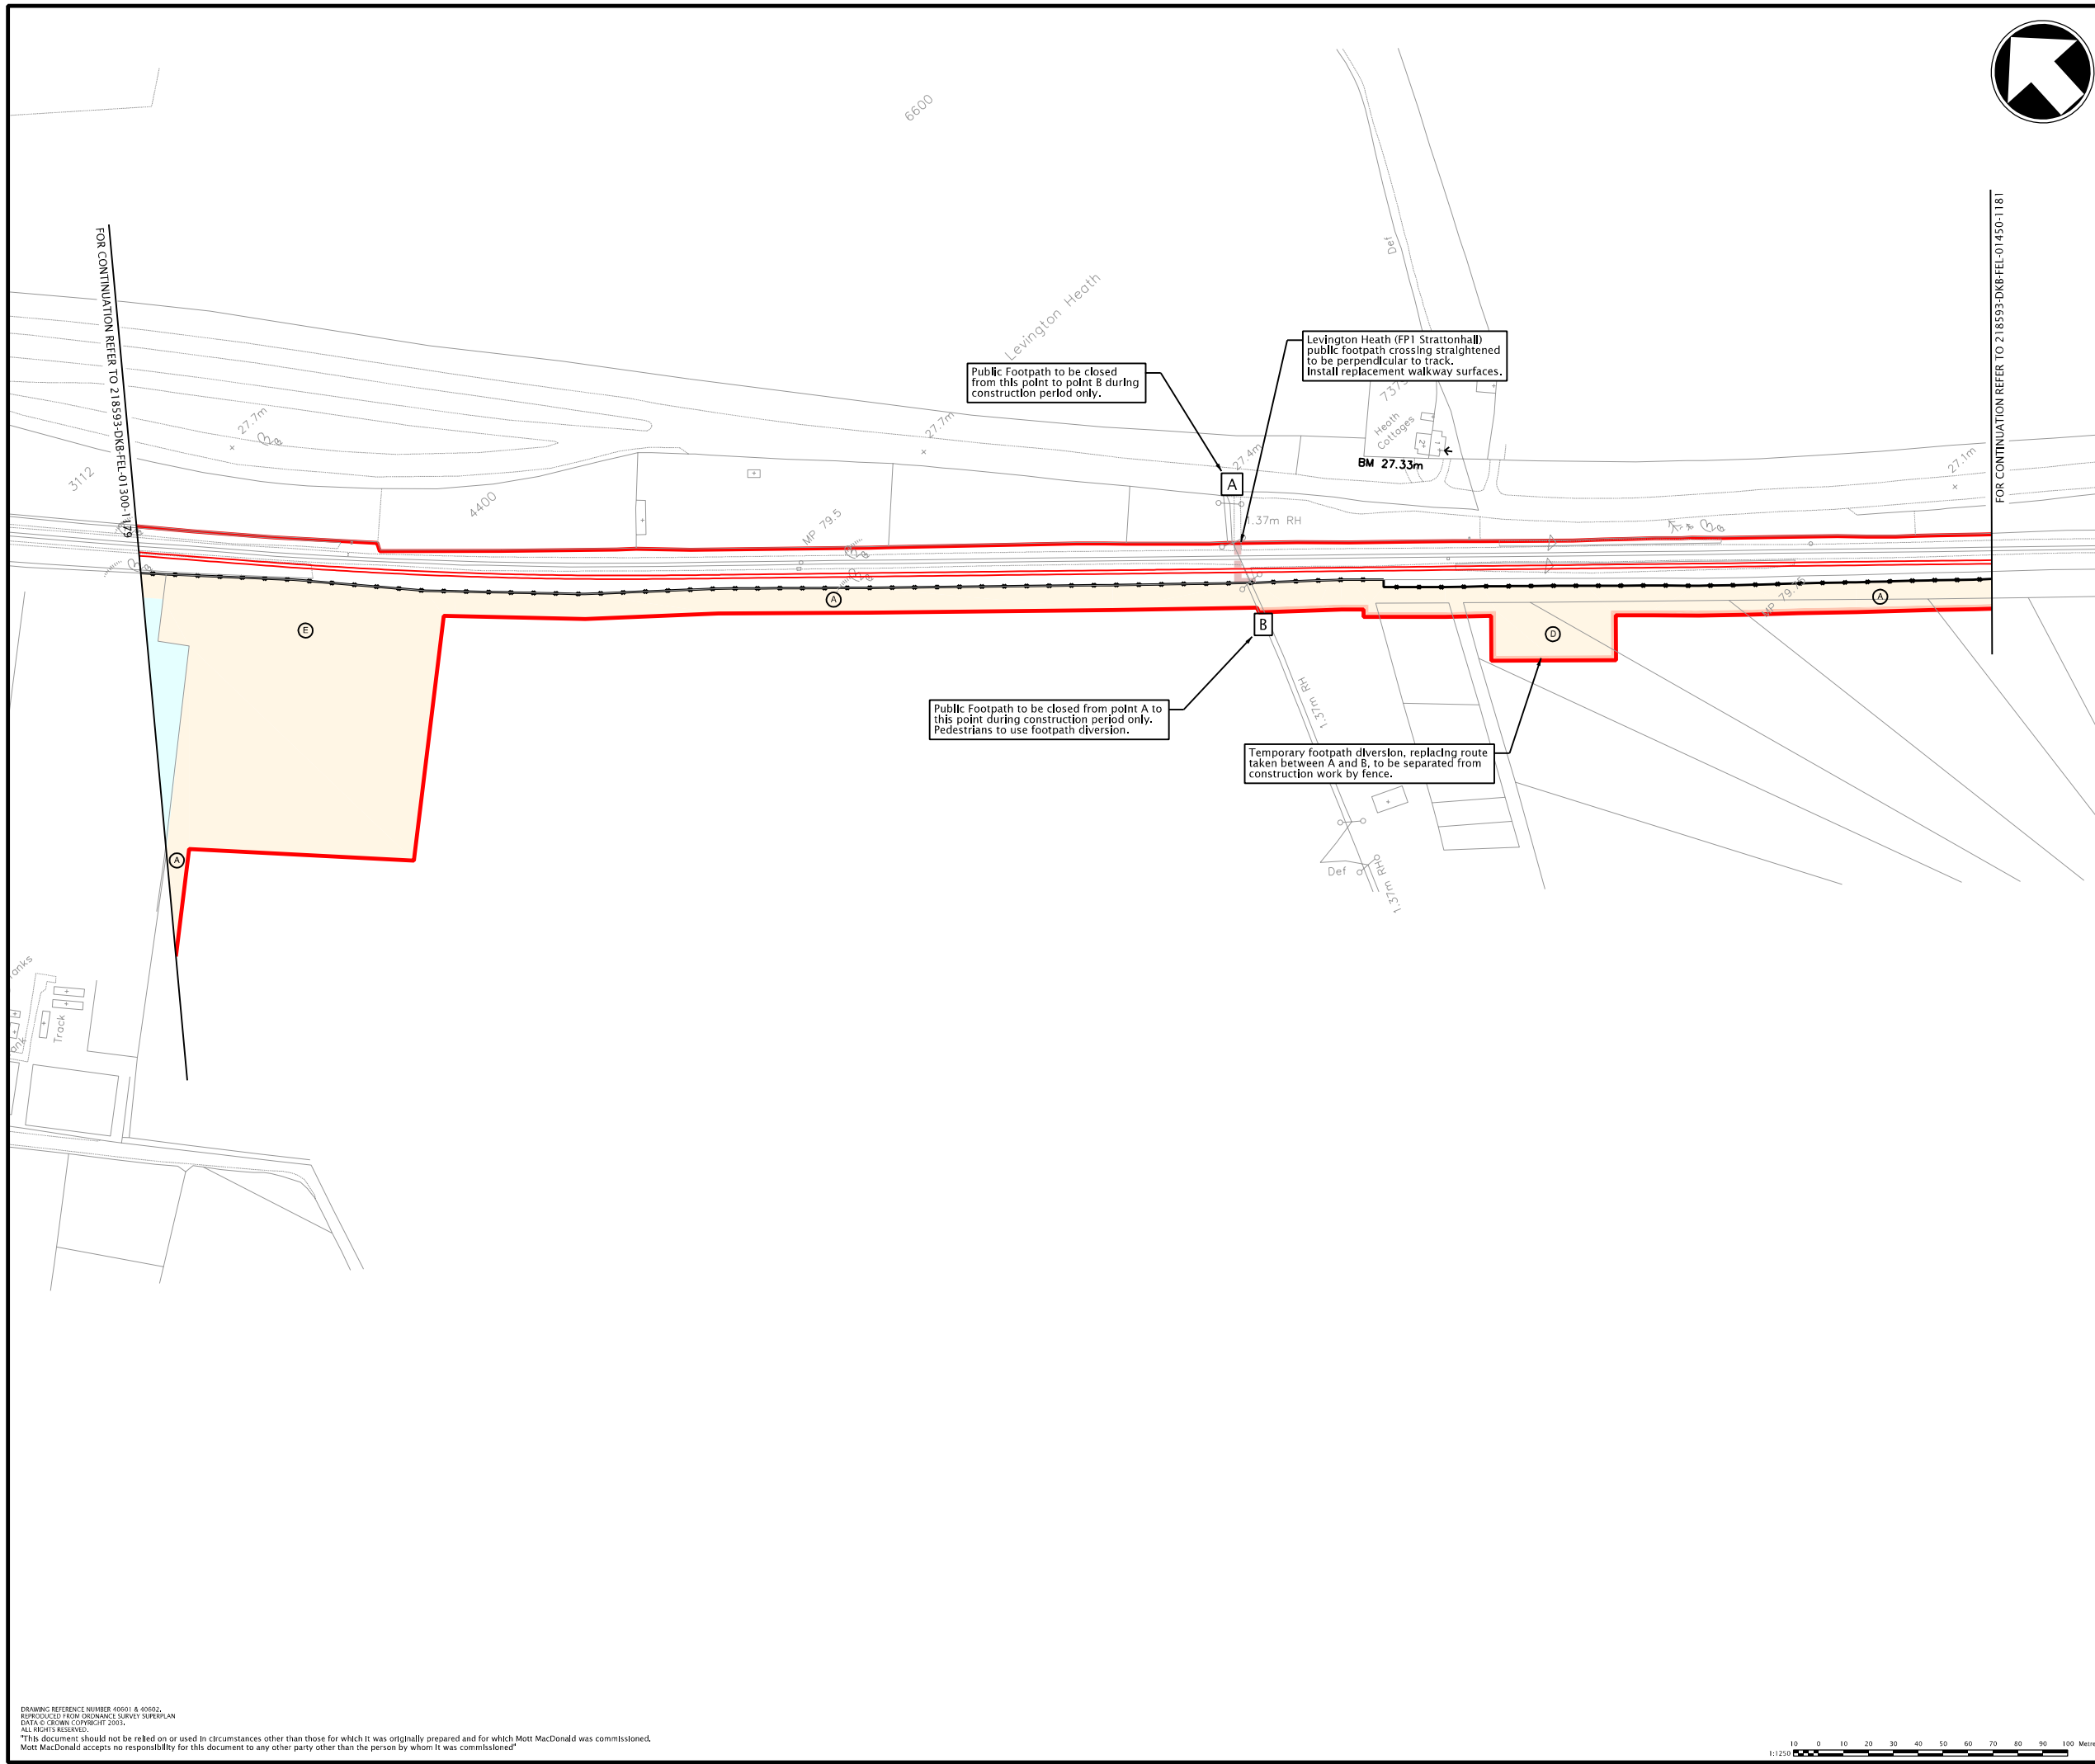 6600
Def
FOR CONTINUATION REFER TO 218593-DKB-FEL-01300-1179
FOR CONTINUATION REFER TO 218593-DKB-FEL-01450-1181
Levington Heath
Levington Heath (FP1 Strattonhall)
public footpath crossing straightened
to be perpendicular to track.
Install replacement walkway surfaces.
Public Footpath to be closed
from this point to point B during
construction period only.
27.7m
27.7m
27.4m
27.1m
Heath
Cottages
2
1
BM 27.33m
3112
4400
A
1.37m RH
MP 79.5
A
A
E
B
D
Public Footpath to be closed from point A to
this point during construction period only.
Pedestrians to use footpath diversion.
1.37m RH
Temporary footpath diversion, replacing route
taken between A and B, to be separated from
construction work by fence.
A
Def
1.37m RHb
Track
DRAWING REFERENCE NUMBER 40601 & 40602.
REPRODUCED FROM ORDNANCE SURVEY SUPERPLAN
DATA © CROWN COPYRIGHT 2003.
ALL RIGHTS RESERVED.
"This document should not be relied on or used in circumstances other than those for which it was originally prepared and for which Mott MacDonald was commissioned.
Mott MacDonald accepts no responsibility for this document to any other party other than the person by whom it was commissioned"
10 0 10 20 30 40 50 60 70 80 90 100
1:1250